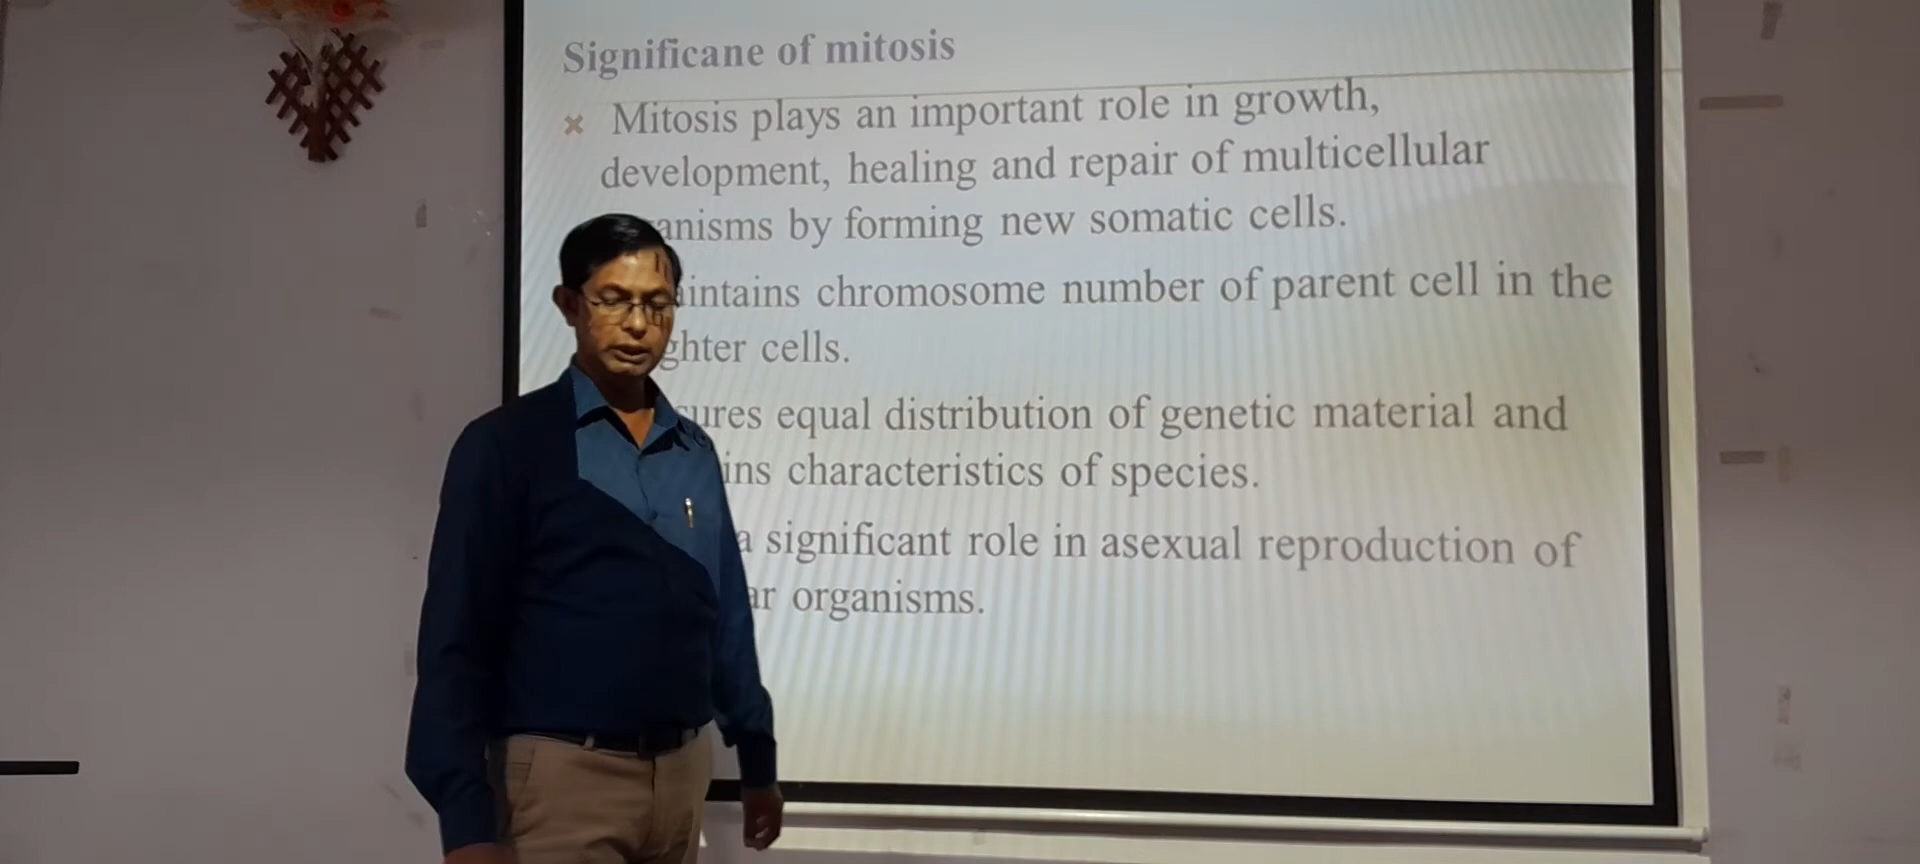 Significane of mitosis
Mitosis plays an important role in growth,
development, healing and repair of multicellular
anisms by forming new somatic cells.
intains chromosome number of parent cell in the
ghter cells.
ures equal distribution of genetic material and
ins characteristics of species.
a significant role in asexual reproduction of
ar organisms.